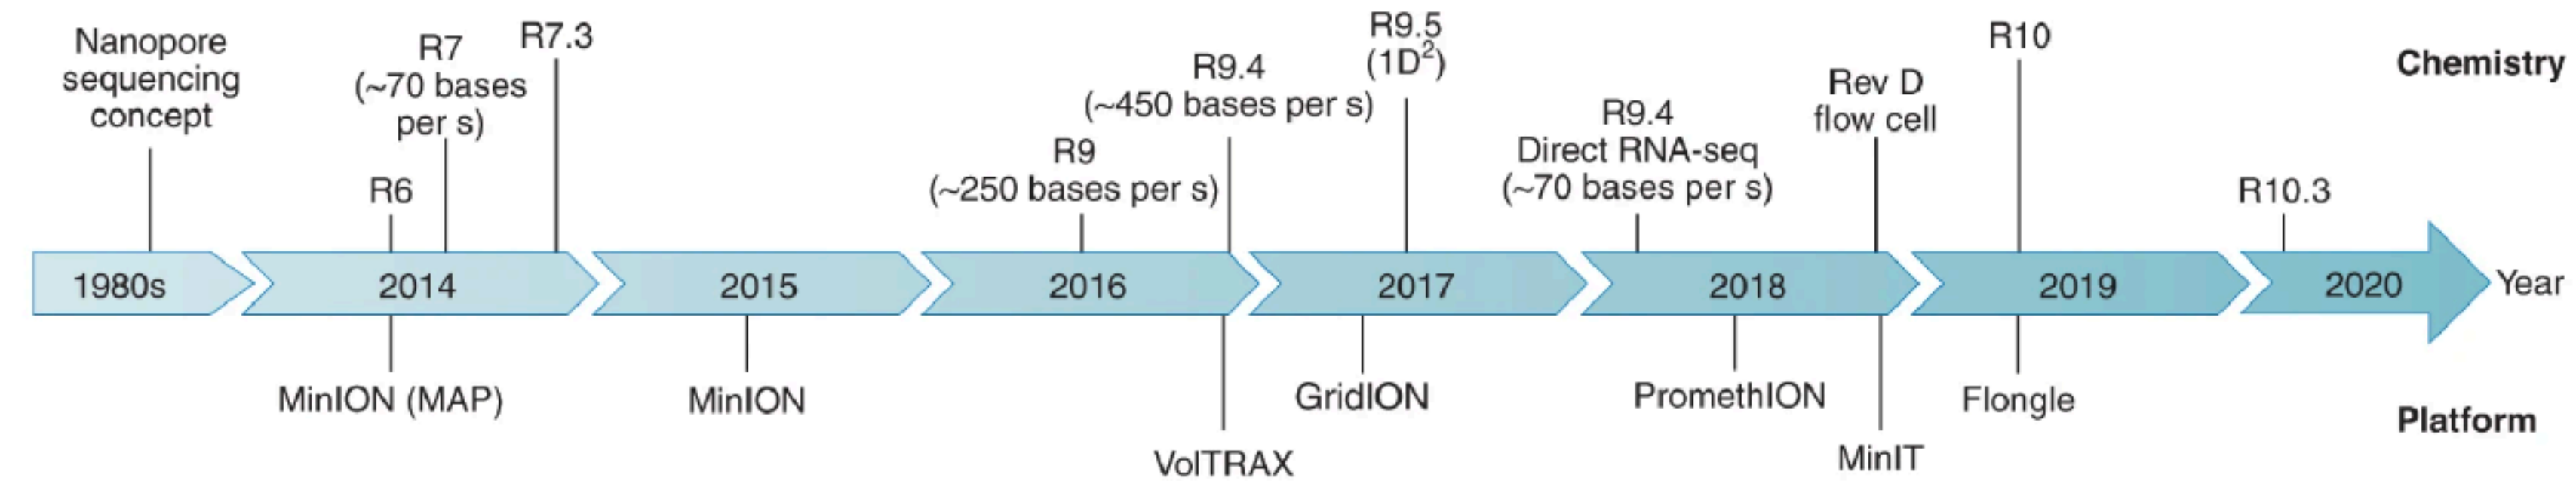 Nanopore
sequencing
concept
R6
R7
(~70 bases
per s)
R7.3
R9
(~250 bases per s)
R9.4
(~450 bases per s)
R9.5
(1D²)
R9.4
Direct RNA-seq
(~70 bases per s)
Rev D
flow cell
R10
R10.3
Chemistry
1980s
2014
2015
2016
2017
2018
2019
2020
Year
MinION (MAP)
MinION
VolTRAX
GridION
PromethION
MinIT
Flongle
Platform